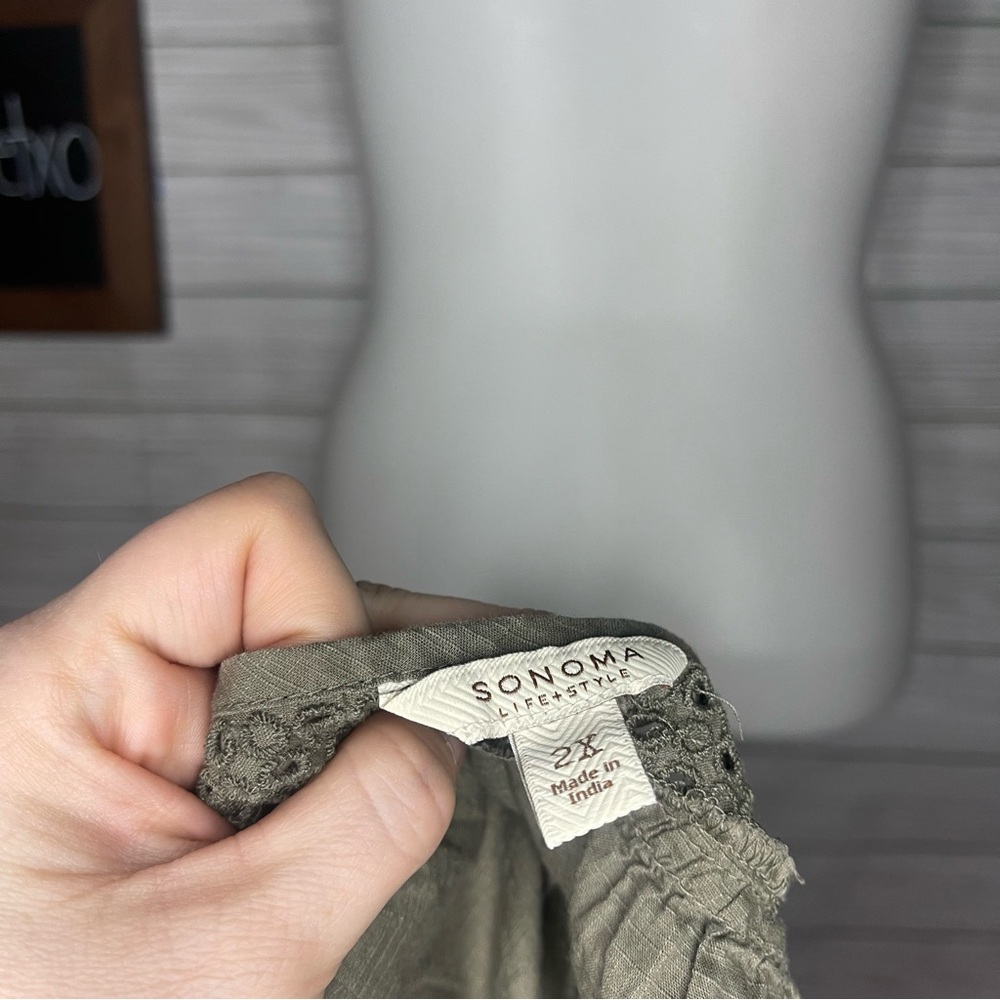 SONOMA
LIFE+STYLE
2X
Made in
India